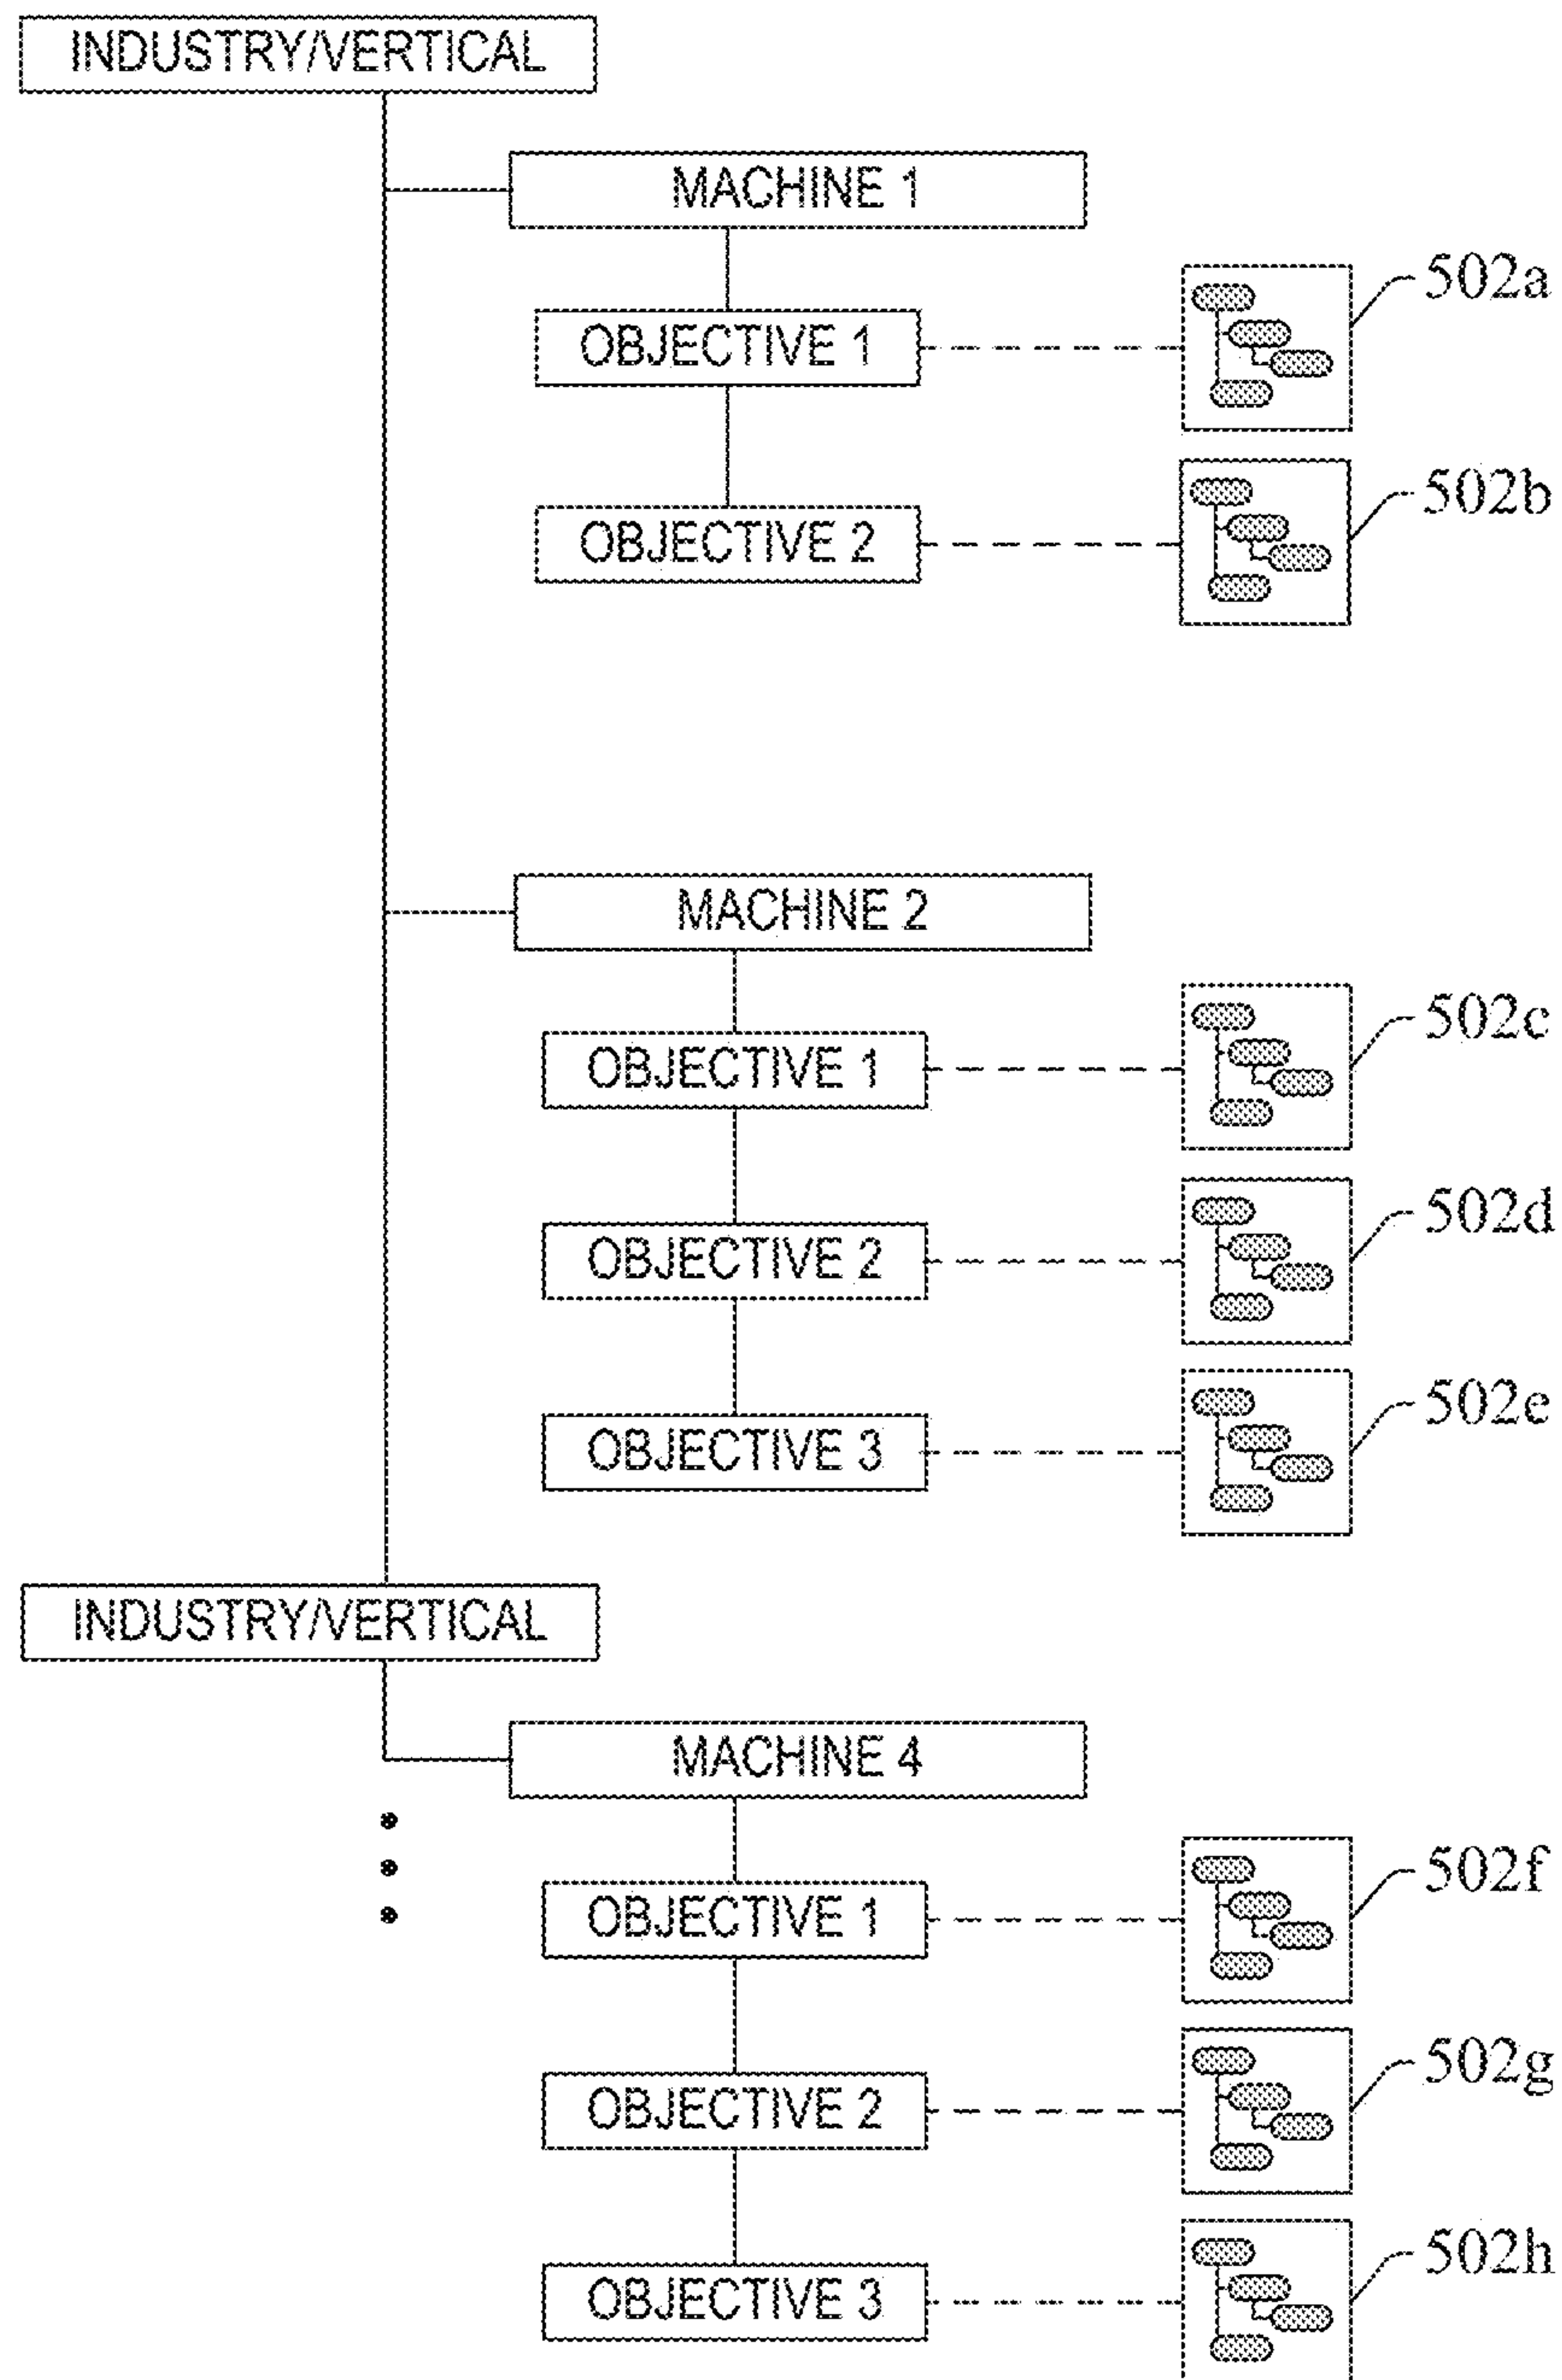 INDUSTRY/VERTICAL
MACHINE 1
502a
OBJECTIVE 1
502b
OBJECTIVE 2
MACHINE 2
502c
OBJECTIVE 1
502d
OBJECTIVE 2
502e
OBJECTIVE 3
INDUSTRY/VERTICAL
MACHINE 4
502f
OBJECTIVE 1
502g
OBJECTIVE 2
502h
OBJECTIVE 3